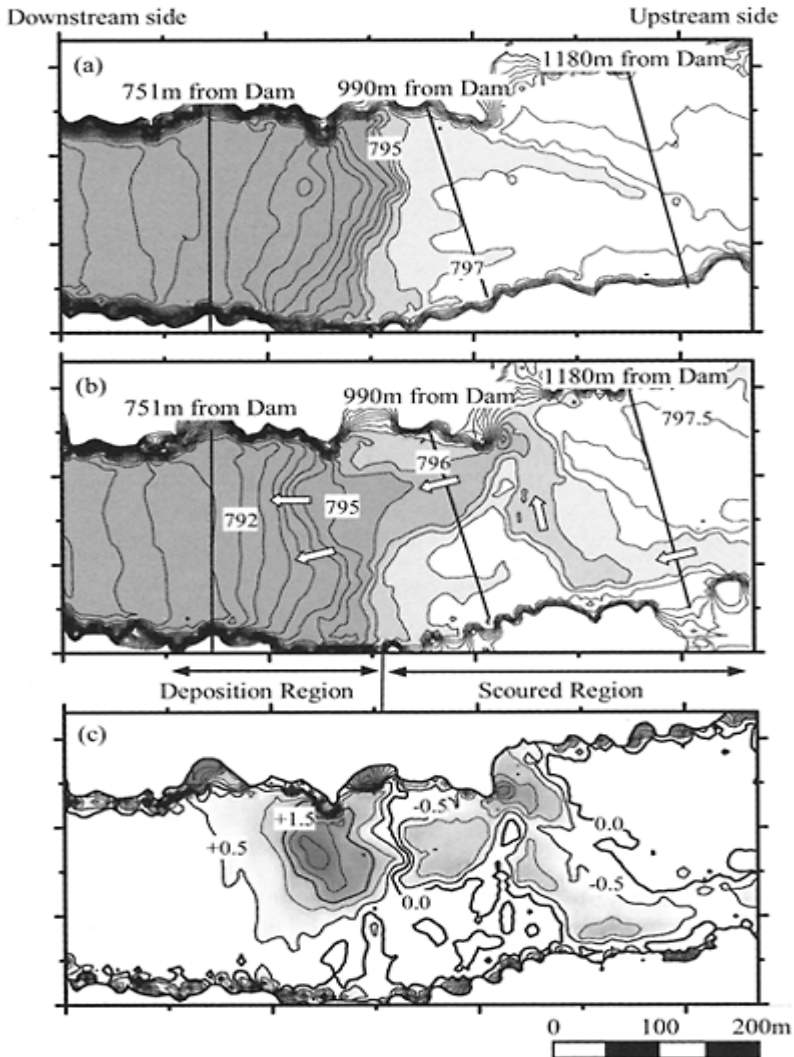 Downstream side Upstream side
(a)
1180m from Dam
751m from Dam 990m from Dam
795
797
(b)
1180m from Dam
751m from Dam 990m from Dam
797.5
796
792 795
Deposition Region Scoured Region
(c)
-0.5
+1.5 0.0
+0.5
-0.5
0.0
0 100 200m